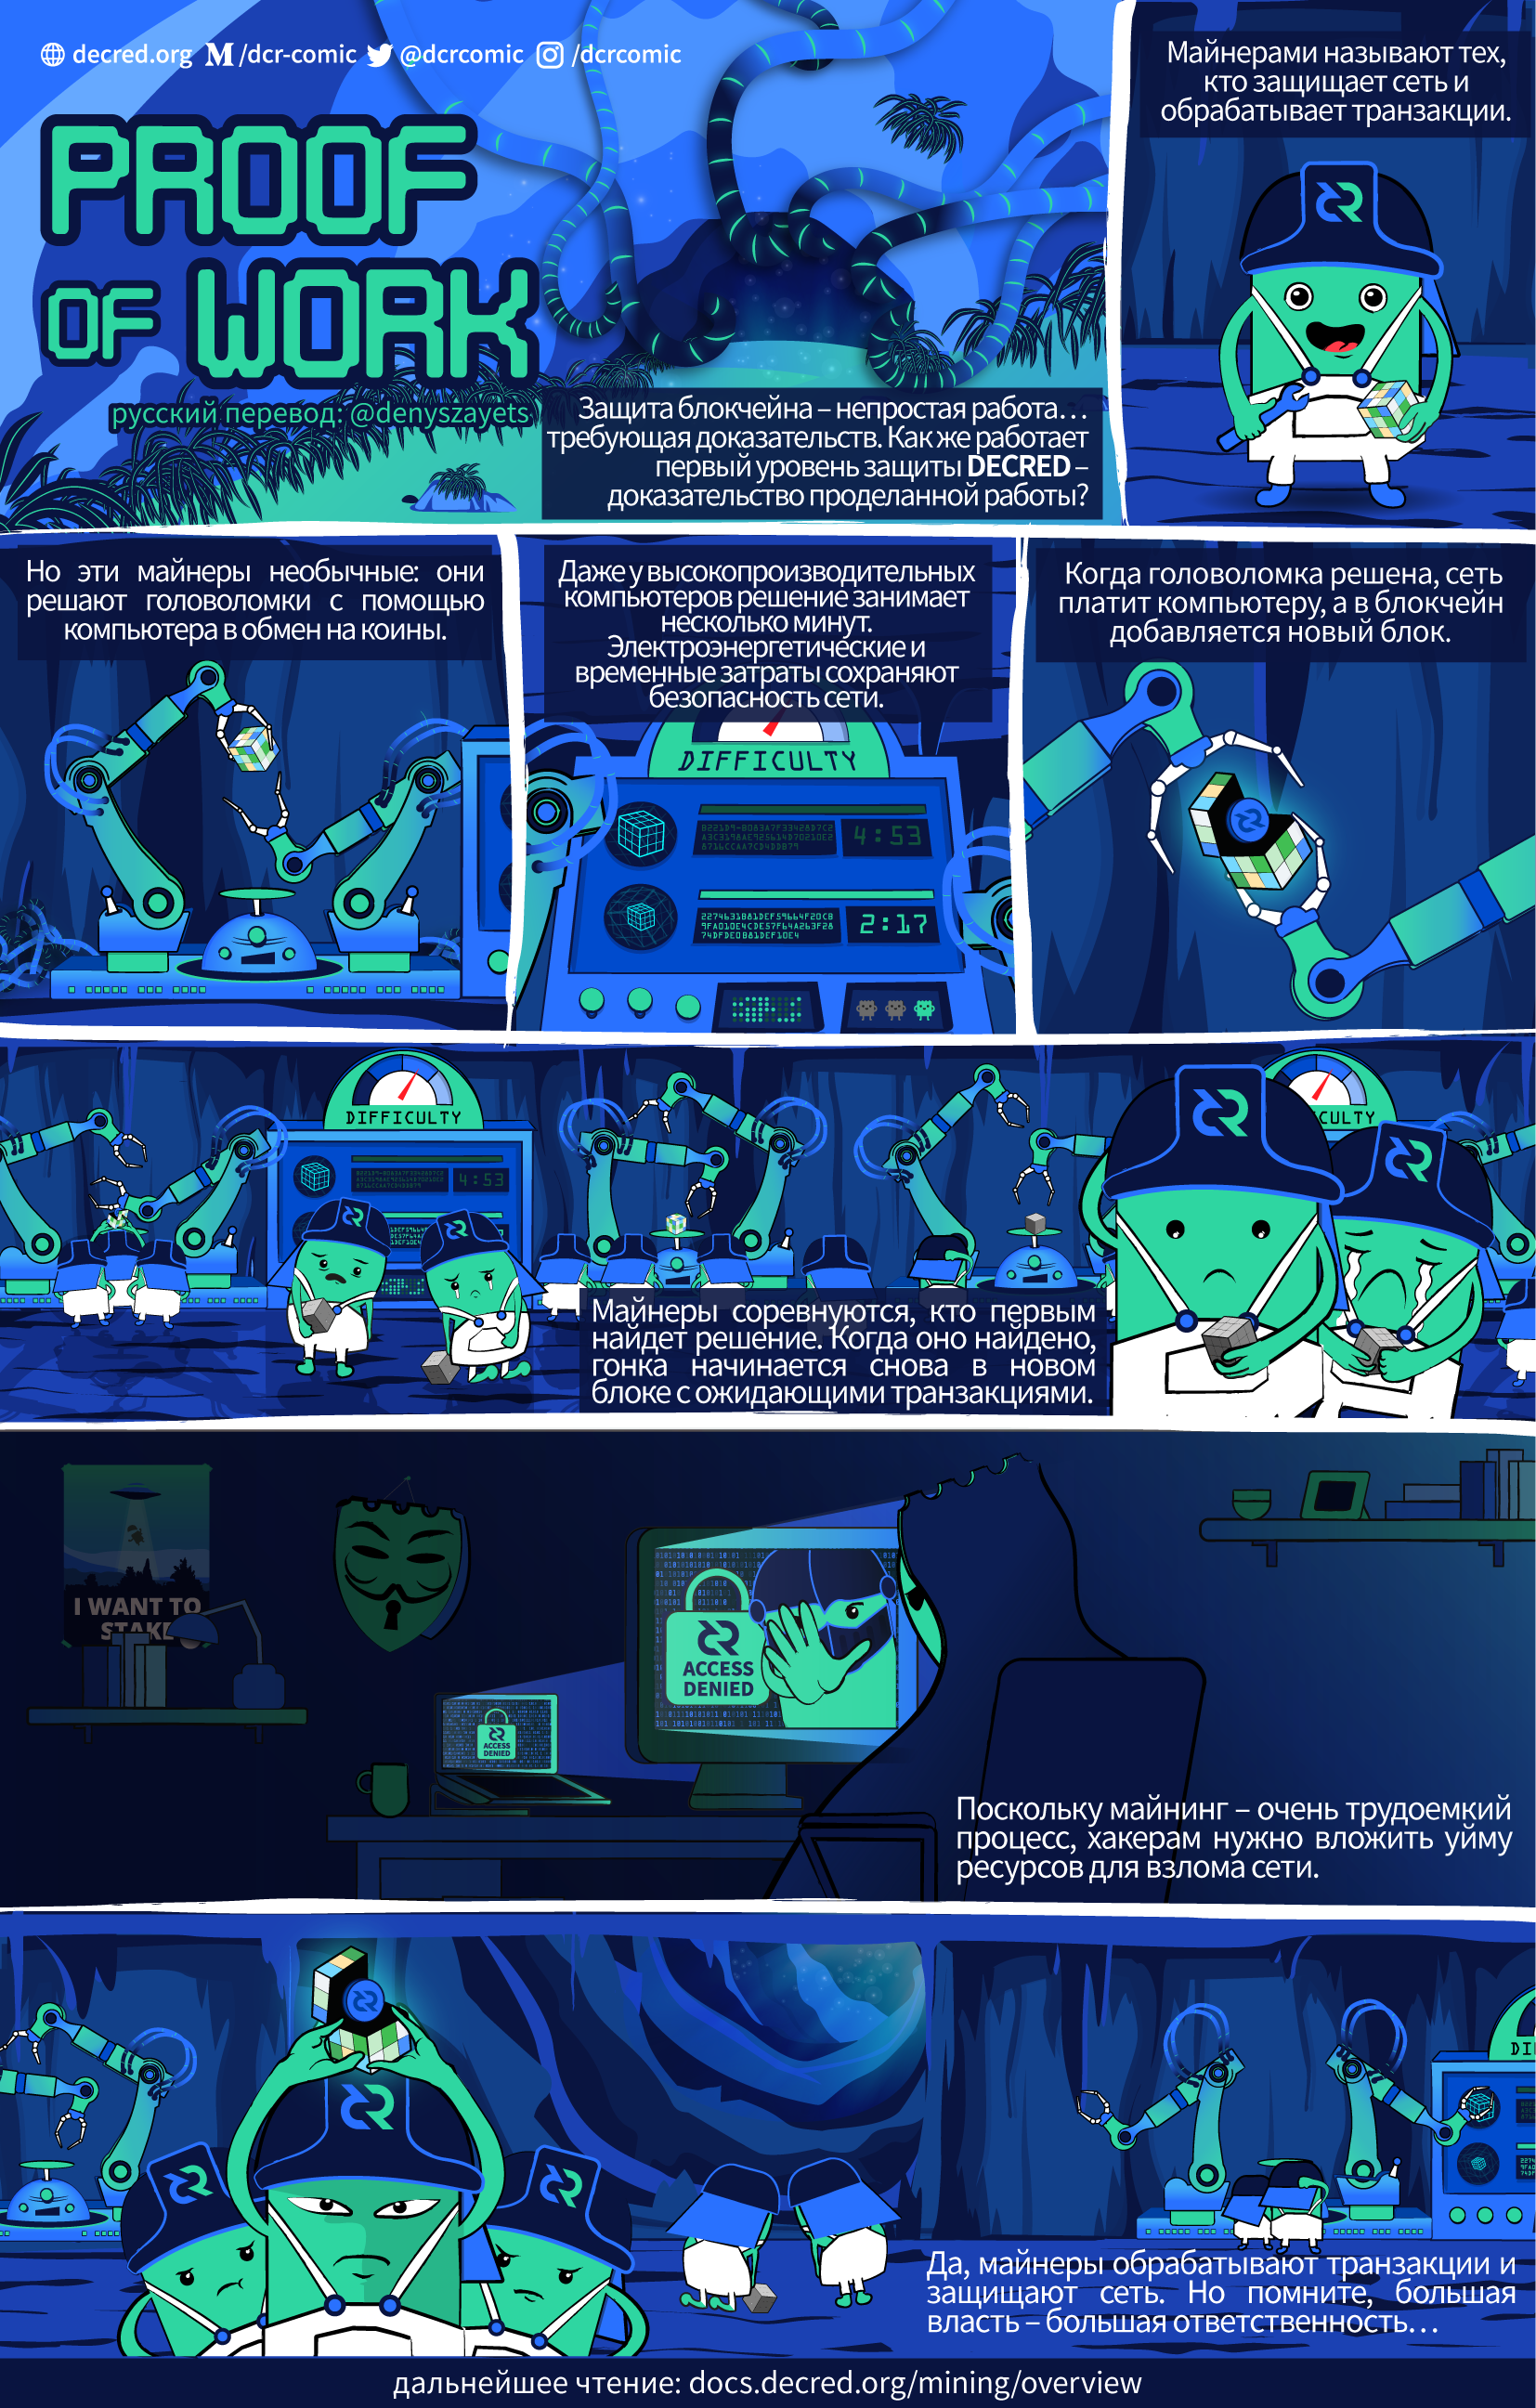 decred.org /dcr-comic @dcrcomic /dcrcomic
PROOF
OF WORK
русский перевод: @denyszayets
Защита блокчейна – непростая работа…
требующая доказательств. Как же работает
первый уровень защиты DECRED –
доказательство проделанной работы?
Майнерами называют тех,
кто защищает сеть и
обрабатывает транзакции.
Но эти майнеры необычные: они
решают головоломки с помощью
компьютера в обмен на коины.
Даже у высокопроизводительных
компьютеров решение занимает
несколько минут.
Электроэнергетические и
временные затраты сохраняют
безопасность сети.
DIFFICULTY
4:53
2274631B81DEF59664F20CB
9FA010E4CDE57F64A263F28
74DFDE0B81DEF10E4
2:17
Когда головоломка решена, сеть
платит компьютеру, а в блокчейн
добавляется новый блок.
DIFFICULTY
4:53
CULTY
Майнеры соревнуются, кто первым
найдет решение. Когда оно найдено,
гонка начинается снова в новом
блоке с ожидающими транзакциями.
I WANT TO
STAKE
ACCESS
DENIED
ACCESS
DENIED
Поскольку майнинг – очень трудоемкий
процесс, хакерам нужно вложить уйму
ресурсов для взлома сети.
DI
Да, майнеры обрабатывают транзакции и
защищают сеть. Но помните, большая
власть – большая ответственность…
дальнейшее чтение: docs.decred.org/mining/overview